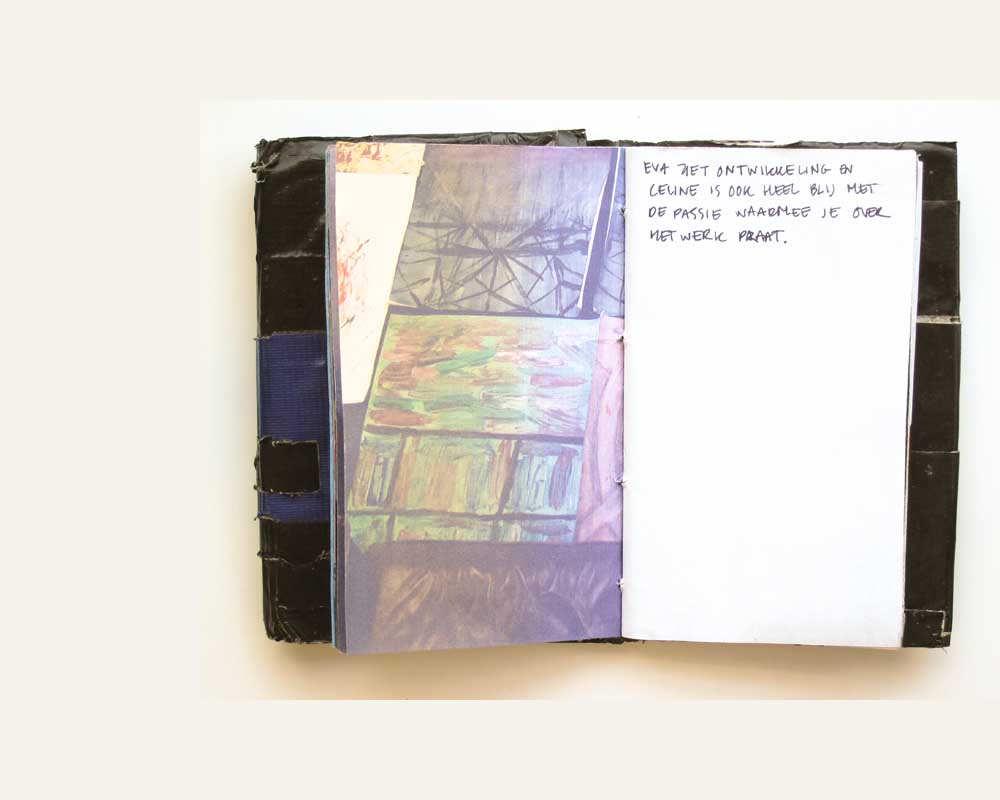 EVA ZIET ONTWIKKELING EN
CELINE IS OOK HEEL BLIJ MET
DE PASSIE WAARMEE JE OVER
HET WERK PRAAT.